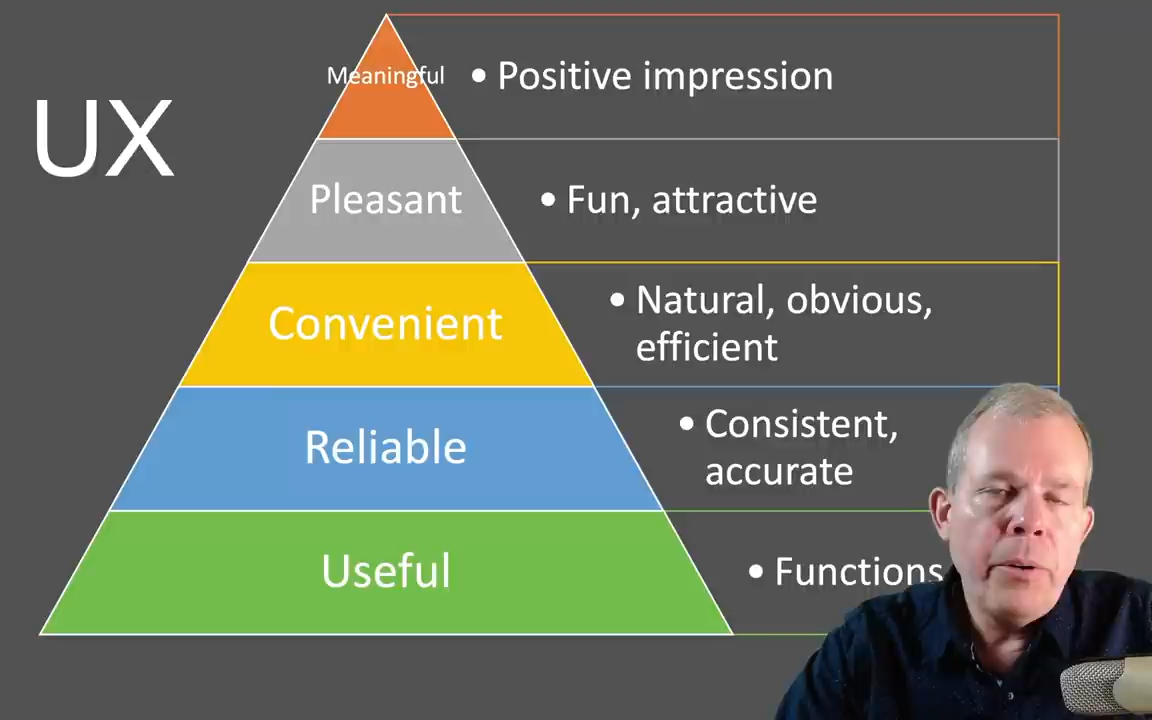 UX
Meaningful
• Positive impression
Pleasant
• Fun, attractive
Convenient
• Natural, obvious,
efficient
Reliable
• Consistent,
accurate
Useful
• Functions